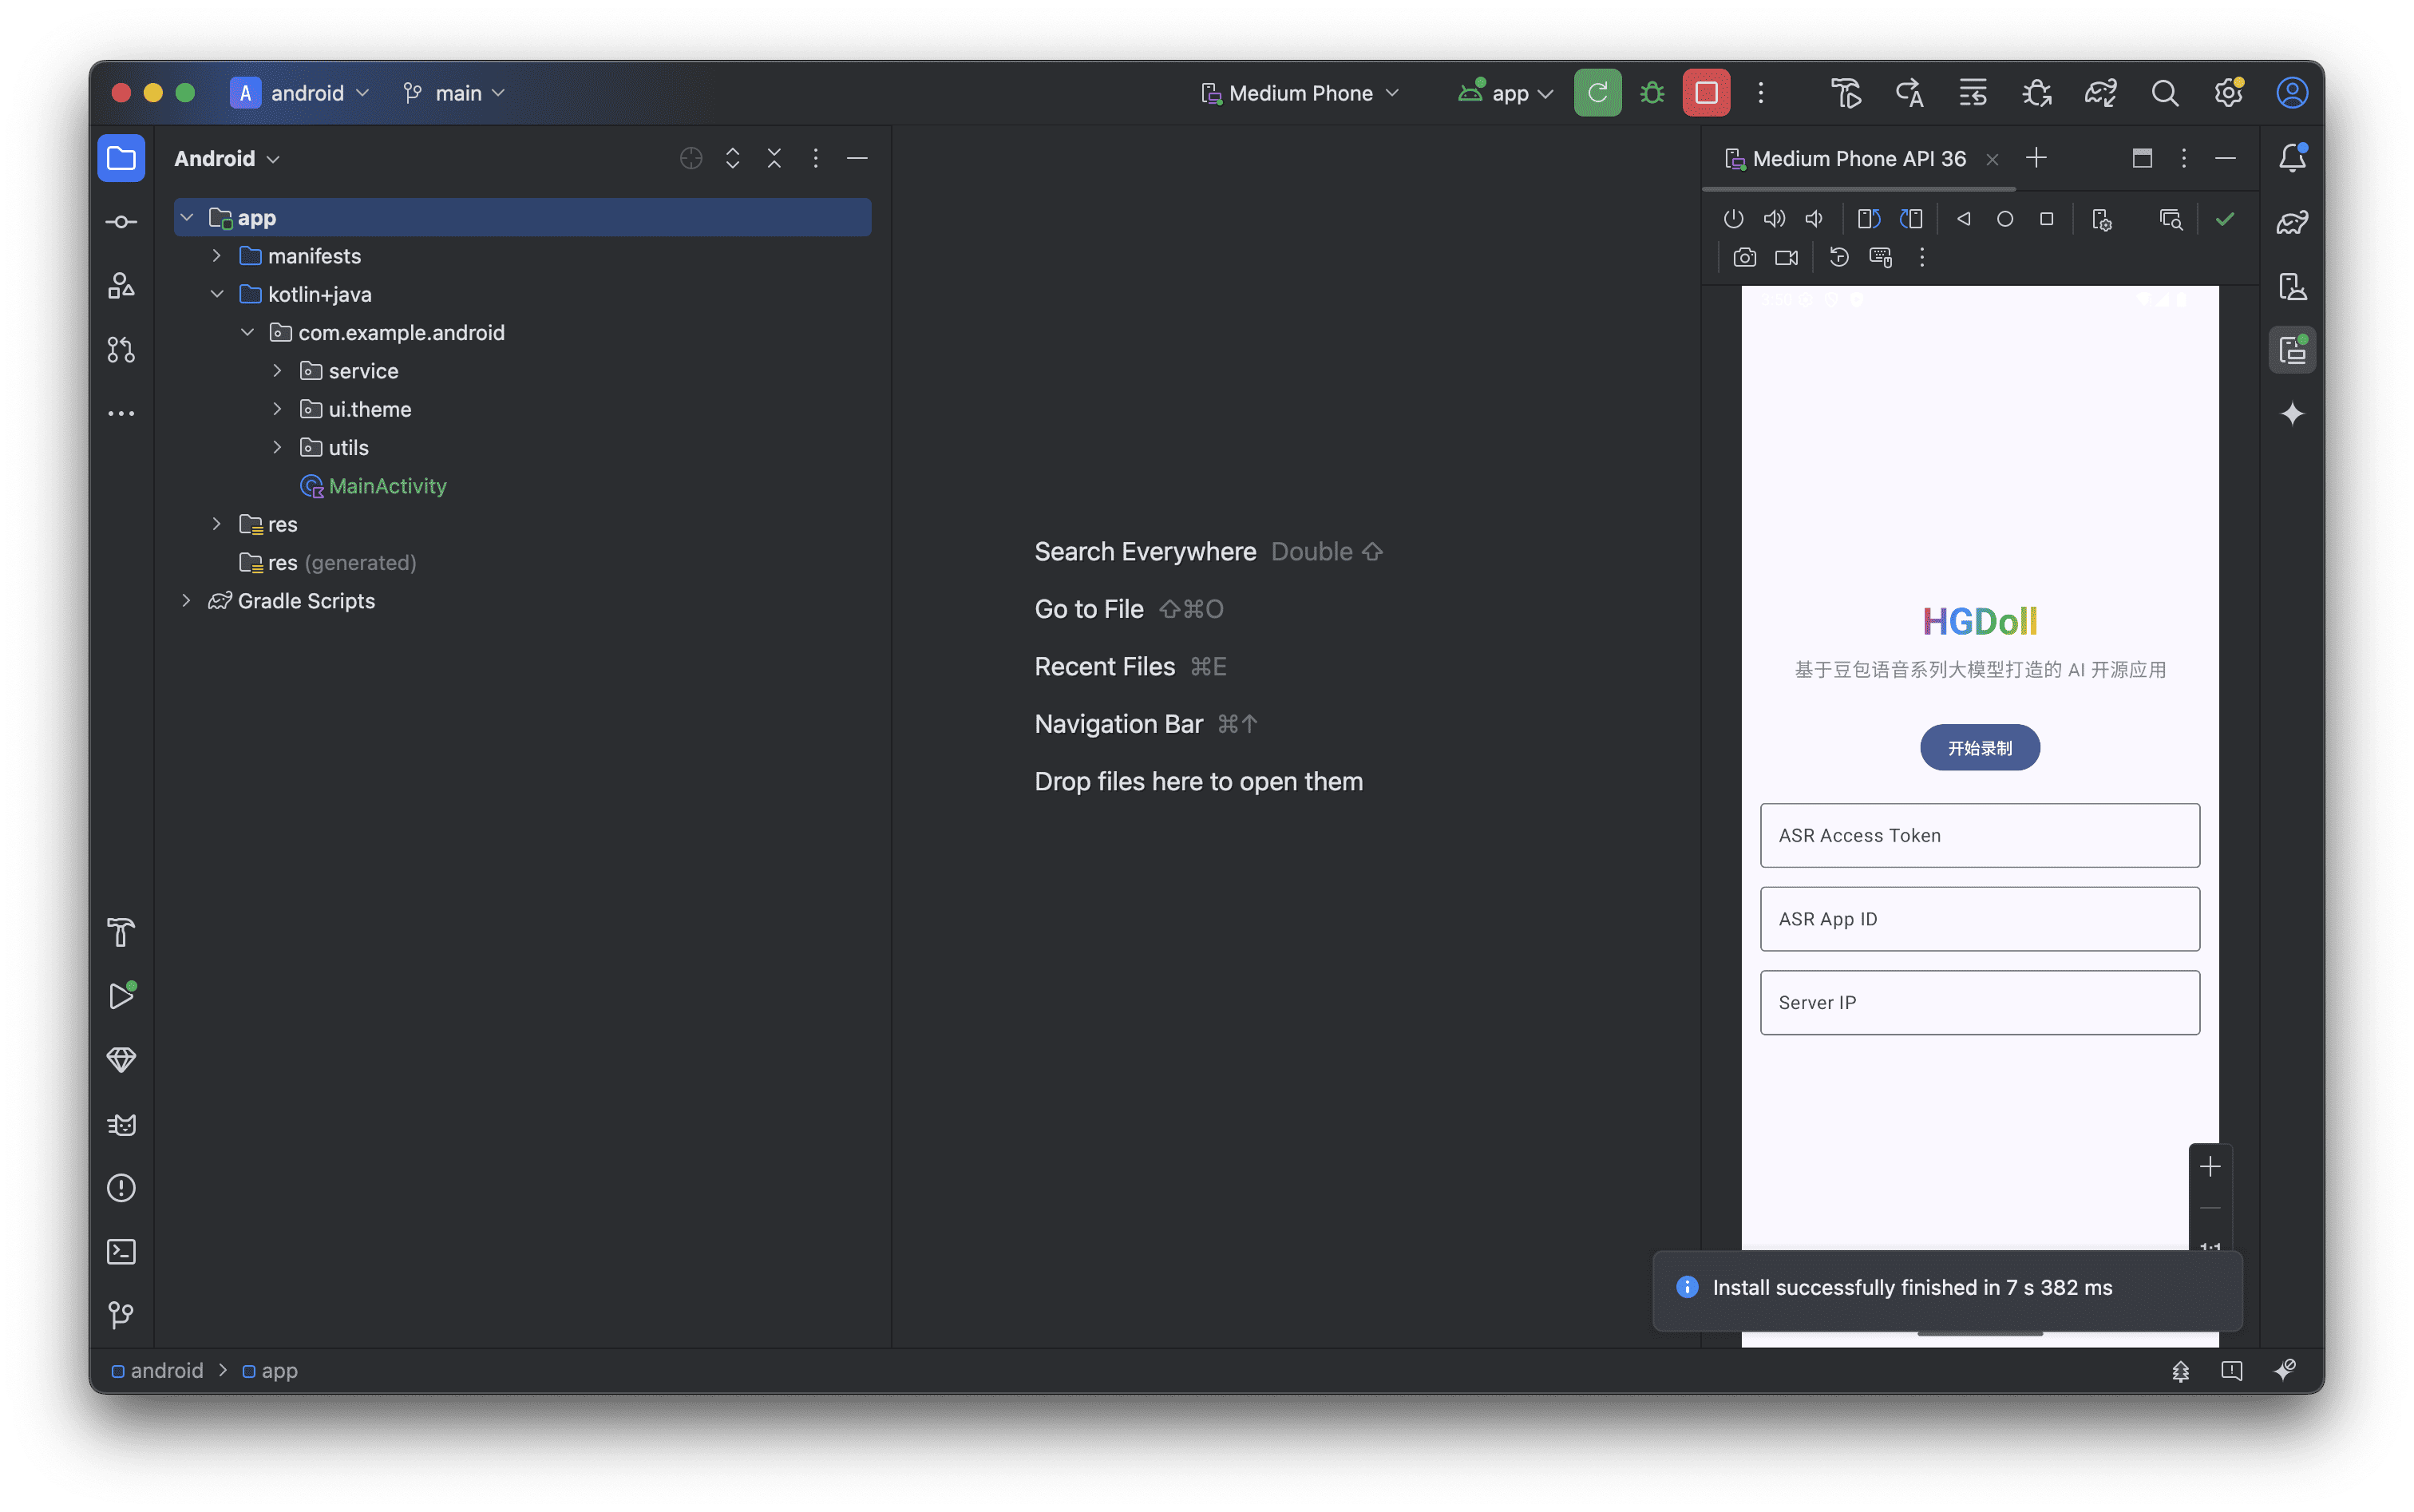 A android main Medium Phone app
Android
Medium Phone API 36
app
manifests
kotlin+java
com.example.android
service
ui.theme
utils
MainActivity
res
res (generated)
Gradle Scripts
Search Everywhere Double ⇧
Go to File ⇧⌘O
Recent Files ⌘E
Navigation Bar ⌘↑
Drop files here to open them
HGDoll
基于豆包语音系列大模型打造的 AI 开源应用
开始录制
ASR Access Token
ASR App ID
Server IP
1:1
Install successfully finished in 7 s 382 ms
android > app